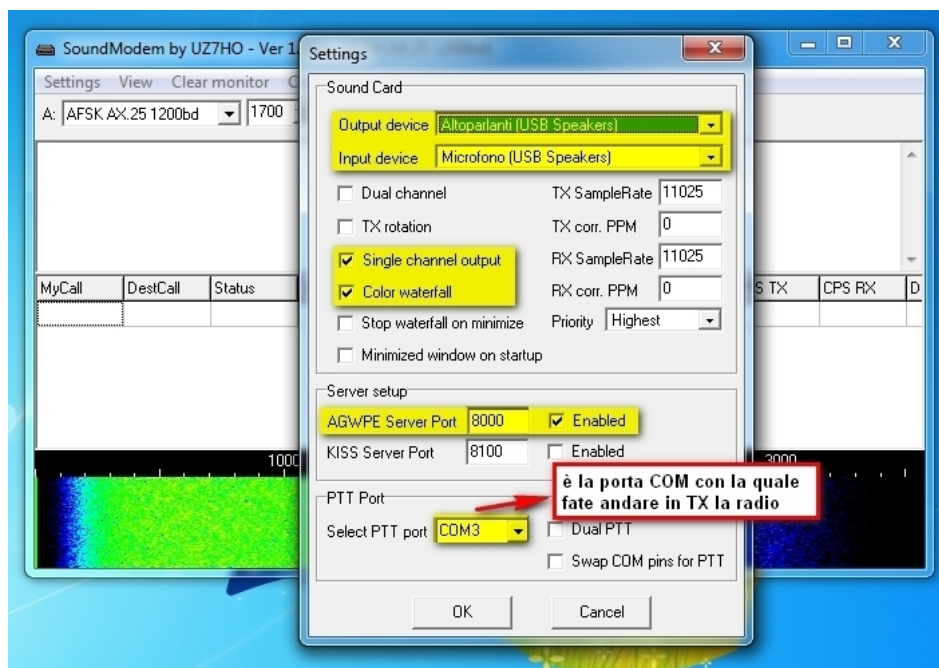 SoundModem by UZ7HO - Ver 1
Settings View Clear monitor C
A: AFSK AX.25 1200bd 1700
MyCall DestCall Status S TX CPS RX D
1000 3000
Settings
Sound Card
Output device Altoparlanti (USB Speakers)
Input device Microfono (USB Speakers)
Dual channel TX SampleRate 11025
TX rotation TX corr. PPM 0
Single channel output RX SampleRate 11025
Color waterfall RX corr. PPM 0
Stop waterfall on minimize Priority Highest
Minimized window on startup
Server setup
AGWPE Server Port 8000 Enabled
KISS Server Port 8100 Enabled
è la porta COM con la quale
fate andare in TX la radio
PTT Port
Select PTT port COM3 Dual PTT
Swap COM pins for PTT
OK Cancel